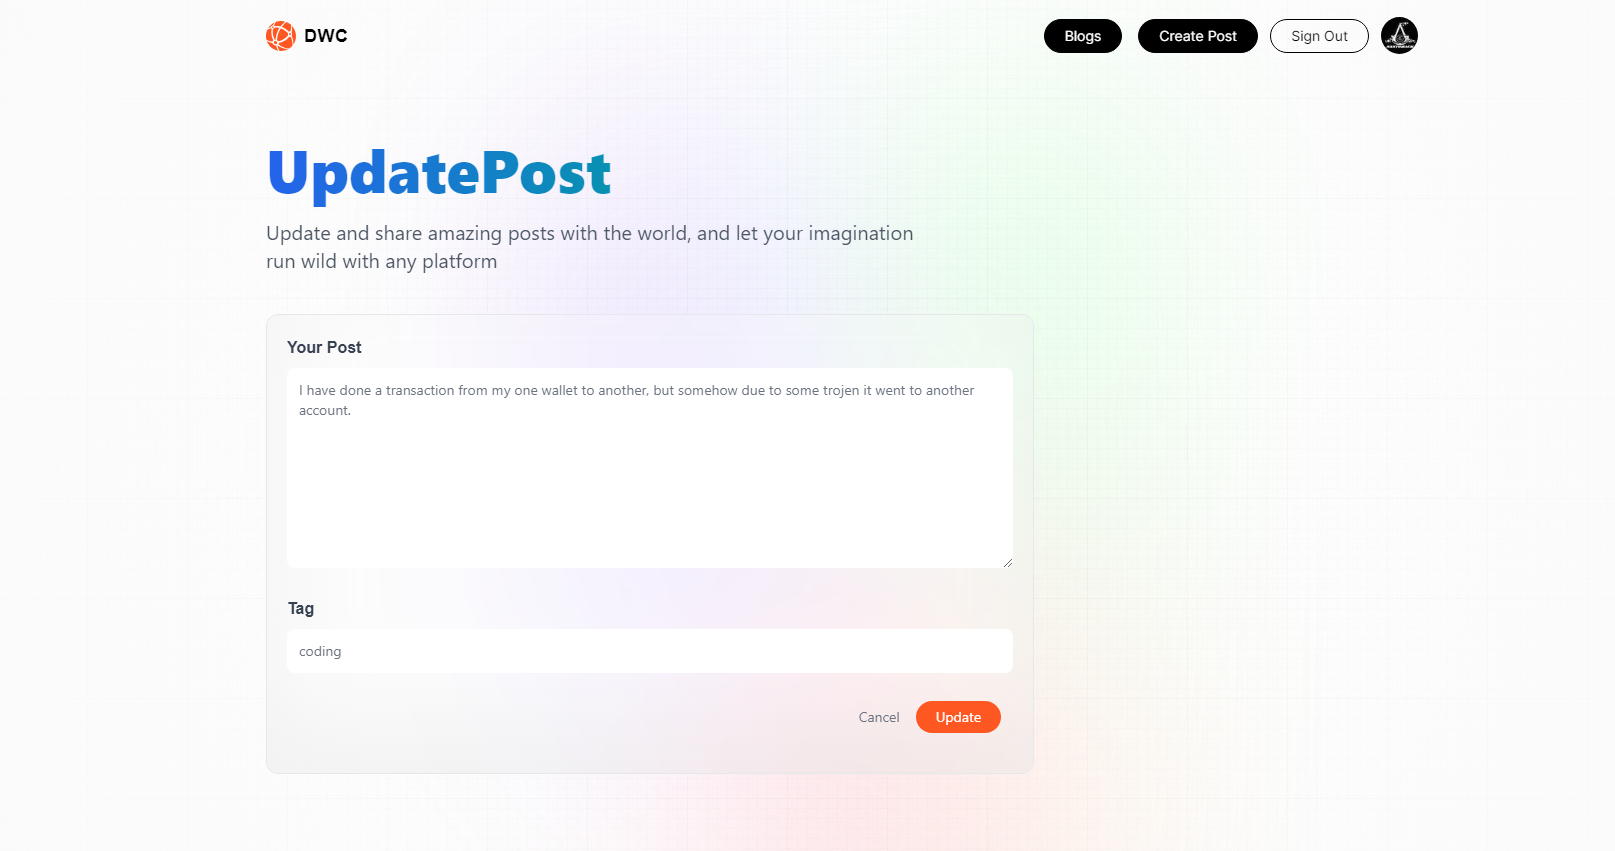 DWC
Blogs
Create Post
Sign Out
UpdatePost
Update and share amazing posts with the world, and let your imagination
run wild with any platform
Your Post
I have done a transaction from my one wallet to another, but somehow due to some trojen it went to another
account.
Tag
coding
Cancel
Update